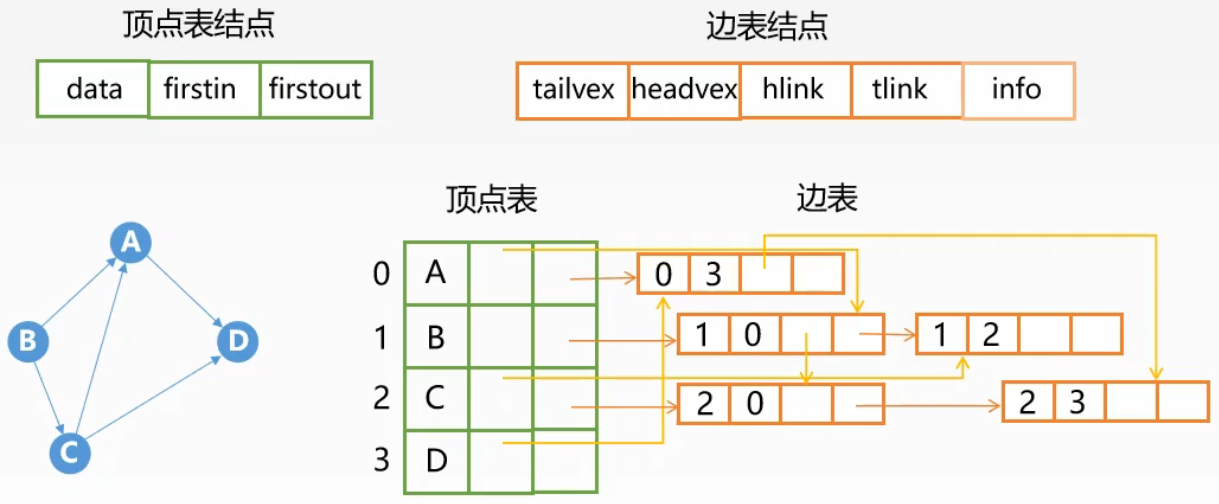 顶点表结点
边表结点
data firstin firstout
tailvex headvex hlink tlink info
顶点表
边表
A
B
D
C
0 A
0 3
1 B
1 0
1 2
2 C
2 0
2 3
3 D